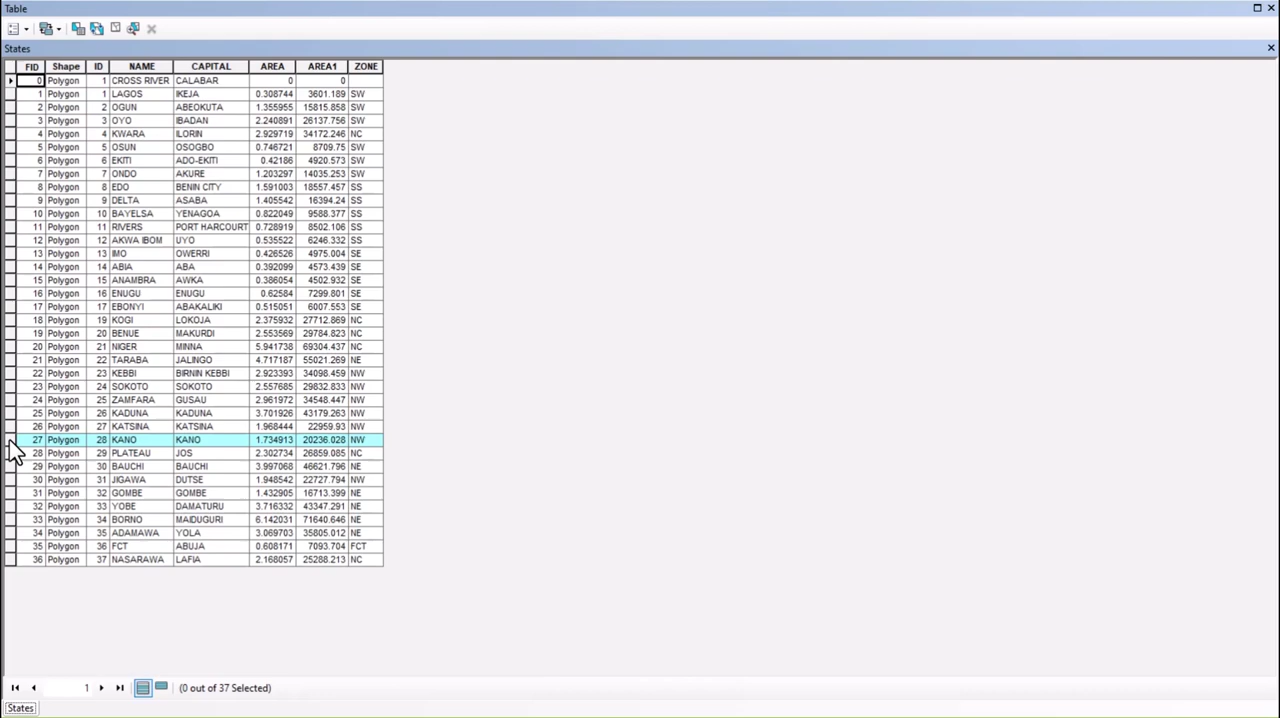 Table
States
FID Shape ID NAME CAPITAL AREA AREA1 ZONE
0 Polygon 1 CROSS RIVER CALABAR 0 0
1 Polygon 1 LAGOS IKEJA 0.308744 3601.189 SW
2 Polygon 2 OGUN ABEOKUTA 1.355955 15815.858 SW
3 Polygon 3 OYO IBADAN 2.240891 26137.756 SW
4 Polygon 4 KWARA ILORIN 2.929719 34172.246 NC
5 Polygon 5 OSUN OSOGBO 0.746721 8709.75 SW
6 Polygon 6 EKITI ADO-EKITI 0.42186 4920.573 SW
7 Polygon 7 ONDO AKURE 1.203297 14035.253 SW
8 Polygon 8 EDO BENIN CITY 1.591003 18557.457 SS
9 Polygon 9 DELTA ASABA 1.405542 16394.24 SS
10 Polygon 10 BAYELSA YENAGOA 0.822049 9588.377 SS
11 Polygon 11 RIVERS PORT HARCOURT 0.728919 8502.106 SS
12 Polygon 12 AKWA IBOM UYO 0.535522 6246.332 SS
13 Polygon 13 IMO OWERRI 0.426526 4975.004 SE
14 Polygon 14 ABIA ABA 0.392099 4573.439 SE
15 Polygon 15 ANAMBRA AWKA 0.386054 4502.932 SE
16 Polygon 16 ENUGU ENUGU 0.62584 7299.801 SE
17 Polygon 17 EBONYI ABAKALIKI 0.515051 6007.553 SE
18 Polygon 19 KOGI LOKOJA 2.375932 27712.869 NC
19 Polygon 20 BENUE MAKURDI 2.553569 29784.823 NC
20 Polygon 21 NIGER MINNA 5.941738 69304.437 NC
21 Polygon 22 TARABA JALINGO 4.717187 55021.269 NE
22 Polygon 23 KEBBI BIRNIN KEBBI 2.923393 34098.459 NW
23 Polygon 24 SOKOTO SOKOTO 2.557685 29832.833 NW
24 Polygon 25 ZAMFARA GUSAU 2.961972 34548.447 NW
25 Polygon 26 KADUNA KADUNA 3.701926 43179.263 NW
26 Polygon 27 KATSINA KATSINA 1.968444 22959.93 NW
27 Polygon 28 KANO KANO 1.734913 20236.028 NW
28 Polygon 29 PLATEAU JOS 2.302734 26859.085 NC
29 Polygon 30 BAUCHI BAUCHI 3.997068 46621.796 NE
30 Polygon 31 JIGAWA DUTSE 1.948542 22727.794 NW
31 Polygon 32 GOMBE GOMBE 1.432905 16713.399 NE
32 Polygon 33 YOBE DAMATURU 3.716332 43347.291 NE
33 Polygon 34 BORNO MAIDUGURI 6.142031 71640.646 NE
34 Polygon 35 ADAMAWA YOLA 3.069703 35805.012 NE
35 Polygon 36 FCT ABUJA 0.608171 7093.704 FCT
36 Polygon 37 NASARAWA LAFIA 2.168057 25288.213 NC
1 (0 out of 37 Selected)
States